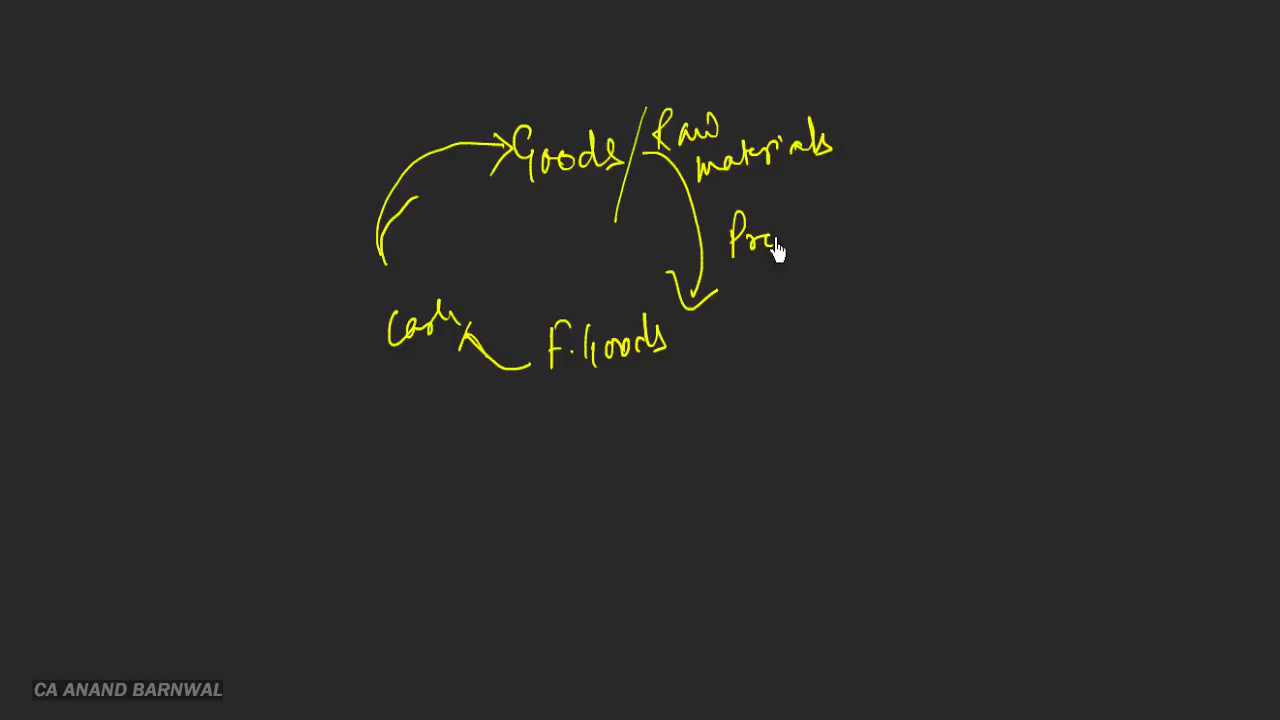 Goods / Raw
materials
Pro
Cash
F. Goods
CA ANAND BARNWAL